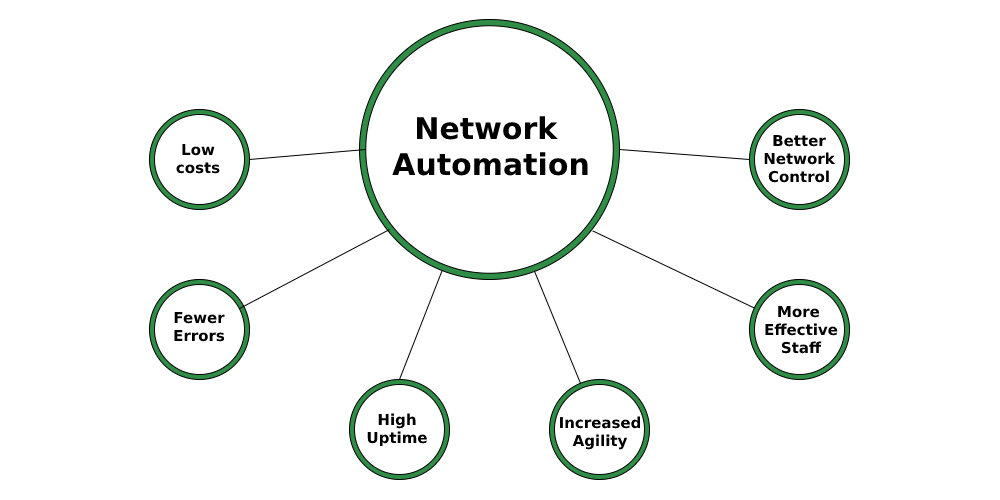 Network
Automation
Low
costs
Better
Network
Control
Fewer
Errors
More
Effective
Staff
High
Uptime
Increased
Agility